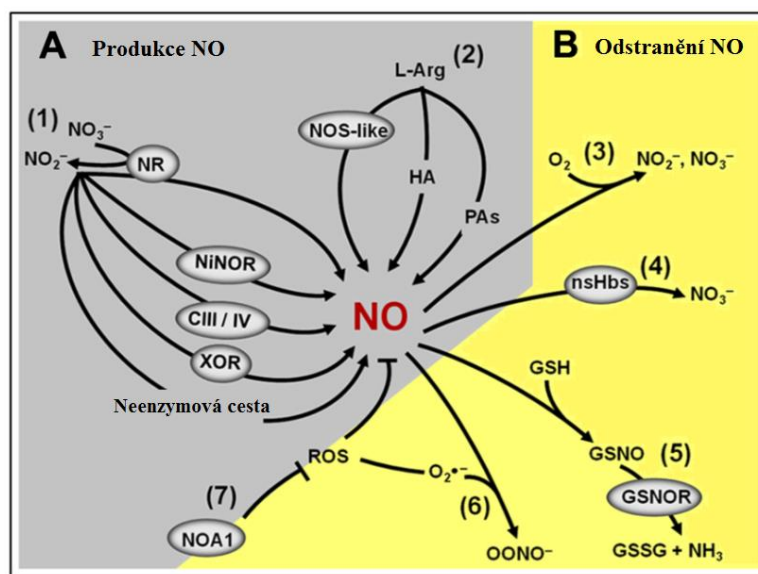 A Produkce NO
B Odstranění NO
(1)
NO₃⁻
NO₂⁻
NR
L-Arg (2)
NOS-like
HA
PAs
NiNOR
CIII / IV
XOR
Neenzymová cesta
NO
O₂ (3) NO₂⁻, NO₃⁻
nsHbs (4)
NO₃⁻
GSH
GSNO (5)
GSNOR
GSSG + NH₃
ROS
O₂•⁻
(6)
OONO⁻
(7)
NOA1